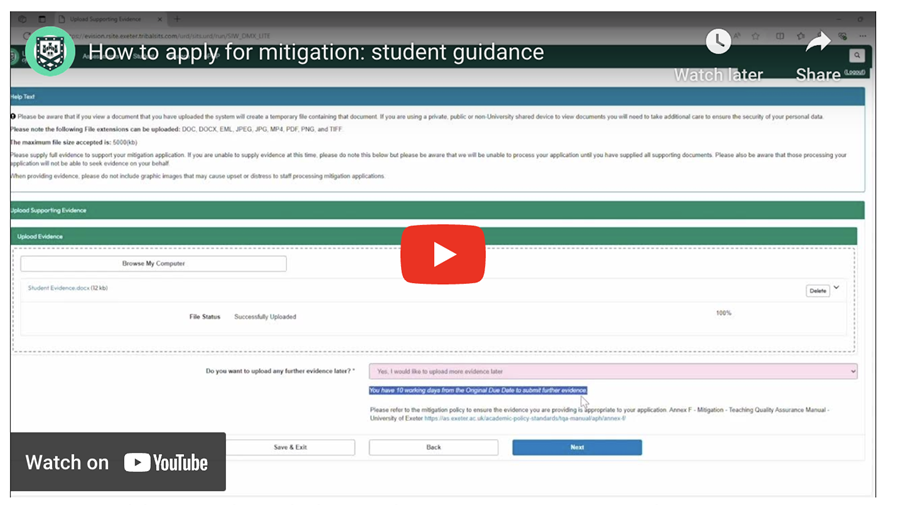 Upload Supporting Evidence
How to apply for mitigation: student guidance
Watch later
Share
(Logout)
Help Text
Please be aware that if you view a document that you have uploaded the system will create a temporary file containing that document. If you are using a private, public or non-University shared device to view documents you will need to take additional care to ensure the security of your personal data.
Please note the following File extensions can be uploaded: DOC, DOCX, EML, JPEG, JPG, MP4, PDF, PNG, and TIFF
The maximum file size accepted is: 5000(kb)
Please supply full evidence to support your mitigation application. If you are unable to supply evidence at this time, please do note this below but please be aware that we will be unable to process your application until you have supplied all supporting documents. Please also be aware that those processing your
application will not be able to seek evidence on your behalf
When providing evidence, please do not include graphic images that may cause upset or distress to staff processing mitigation applications.
Upload Supporting Evidence
Upload Evidence
Browse My Computer
Student Evidence.docx (12 kb)
Delete
File Status Successfully Uploaded 100%
Do you want to upload any further evidence later? * Yes, I would like to upload more evidence later
You have 10 working days from the Original Due Date to submit further evidence.
Please refer to the mitigation policy to ensure the evidence you are providing is appropriate to your application. Annex F - Mitigation - Teaching Quality Assurance Manual -
University of Exeter https://as.exeter.ac.uk/academic-policy-standards/tqa-manual/aph/annex-f/
Save & Exit Back Next
Watch on YouTube